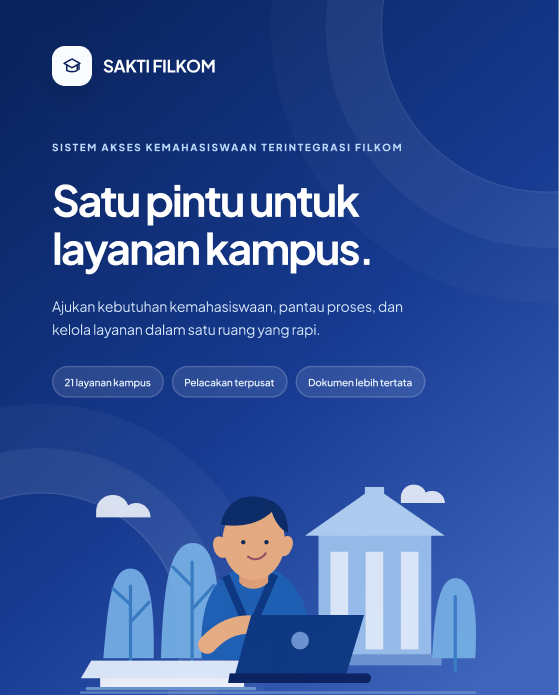 SAKTI FILKOM
SISTEM AKSES KEMAHASISWAAN TERINTEGRASI FILKOM
Satu pintu untuk
layanan kampus.
Ajukan kebutuhan kemahasiswaan, pantau proses, dan
kelola layanan dalam satu ruang yang rapi.
21 layanan kampus
Pelacakan terpusat
Dokumen lebih tertata